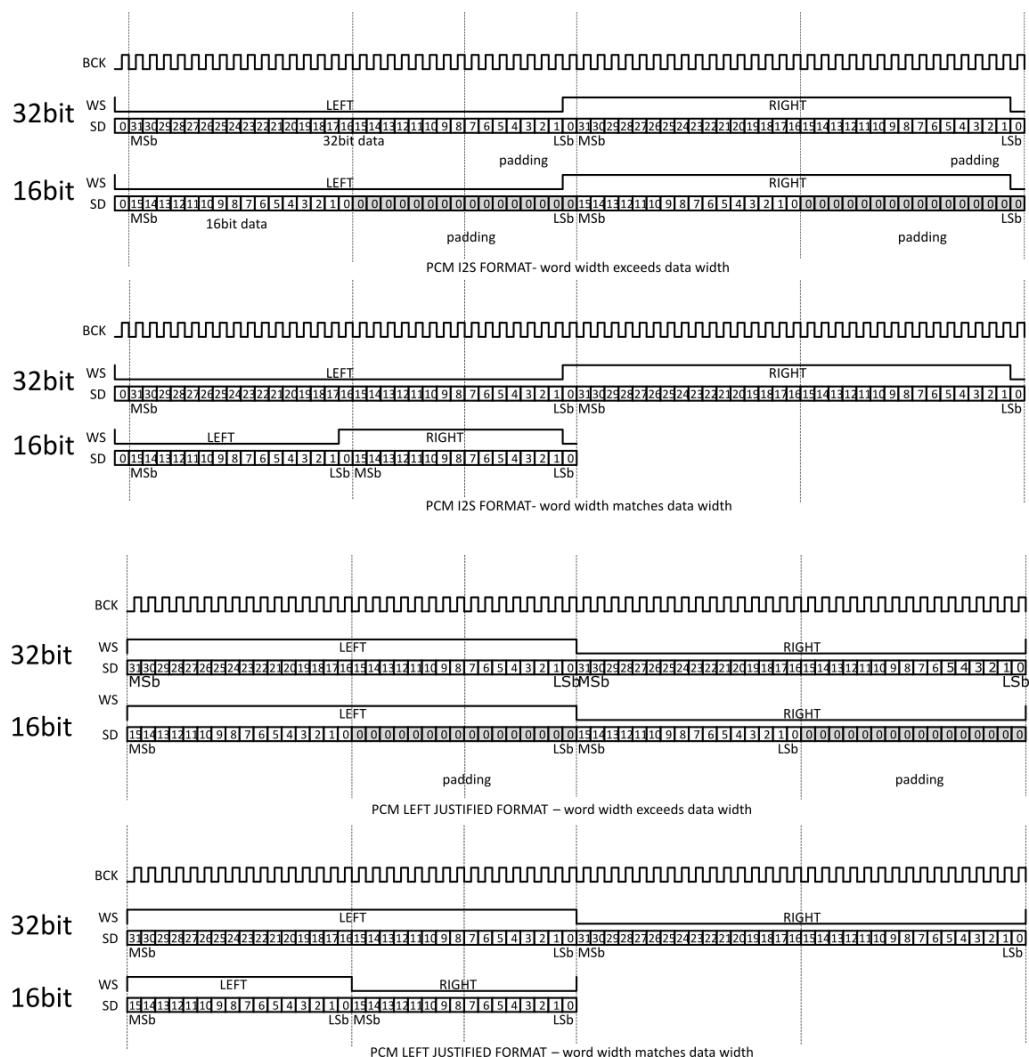 BCK
32bit WS LEFT RIGHT
SD 0 31 30 29 28 27 26 25 24 23 22 21 20 19 18 17 16 15 14 13 12 11 10 9 8 7 6 5 4 3 2 1 0 31 30 29 28 27 26 25 24 23 22 21 20 19 18 17 16 15 14 13 12 11 10 9 8 7 6 5 4 3 2 1 0
MSb 32bit data LSb MSb LSb
padding padding
16bit WS LEFT RIGHT
SD 0 15 14 13 12 11 10 9 8 7 6 5 4 3 2 1 0 0 0 0 0 0 0 0 0 0 0 0 0 0 0 0 0 15 14 13 12 11 10 9 8 7 6 5 4 3 2 1 0 0 0 0 0 0 0 0 0 0 0 0 0 0 0 0 0
MSb 16bit data LSb MSb LSb
padding padding
PCM I2S FORMAT- word width exceeds data width
BCK
32bit WS LEFT RIGHT
SD 0 31 30 29 28 27 26 25 24 23 22 21 20 19 18 17 16 15 14 13 12 11 10 9 8 7 6 5 4 3 2 1 0 31 30 29 28 27 26 25 24 23 22 21 20 19 18 17 16 15 14 13 12 11 10 9 8 7 6 5 4 3 2 1 0
MSb LSb MSb LSb
16bit WS LEFT RIGHT
SD 0 15 14 13 12 11 10 9 8 7 6 5 4 3 2 1 0 15 14 13 12 11 10 9 8 7 6 5 4 3 2 1 0
MSb LSb MSb LSb
PCM I2S FORMAT- word width matches data width
BCK
32bit WS LEFT RIGHT
SD 31 30 29 28 27 26 25 24 23 22 21 20 19 18 17 16 15 14 13 12 11 10 9 8 7 6 5 4 3 2 1 0 31 30 29 28 27 26 25 24 23 22 21 20 19 18 17 16 15 14 13 12 11 10 9 8 7 6 5 4 3 2 1 0
MSb LSb MSb LSb
16bit WS LEFT RIGHT
SD 15 14 13 12 11 10 9 8 7 6 5 4 3 2 1 0 0 0 0 0 0 0 0 0 0 0 0 0 0 0 0 0 15 14 13 12 11 10 9 8 7 6 5 4 3 2 1 0 0 0 0 0 0 0 0 0 0 0 0 0 0 0 0 0
MSb LSb MSb LSb
padding padding
PCM LEFT JUSTIFIED FORMAT – word width exceeds data width
BCK
32bit WS LEFT RIGHT
SD 31 30 29 28 27 26 25 24 23 22 21 20 19 18 17 16 15 14 13 12 11 10 9 8 7 6 5 4 3 2 1 0 31 30 29 28 27 26 25 24 23 22 21 20 19 18 17 16 15 14 13 12 11 10 9 8 7 6 5 4 3 2 1 0
MSb LSb MSb LSb
16bit WS LEFT RIGHT
SD 15 14 13 12 11 10 9 8 7 6 5 4 3 2 1 0 15 14 13 12 11 10 9 8 7 6 5 4 3 2 1 0
MSb LSb MSb LSb
PCM LEFT JUSTIFIED FORMAT – word width matches data width